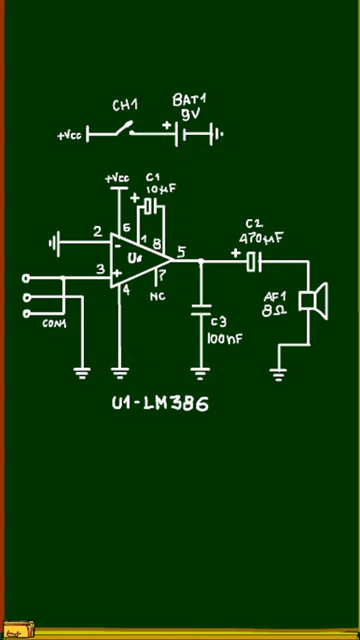 CH1
BAT1
9V
+Vcc
+
+Vcc
C1
10µF
+
6
1
8
2
-
U1
5
3
+
4
7
NC
CON1
C2
470µF
+
AF1
8Ω
C3
100nF
U1-LM386